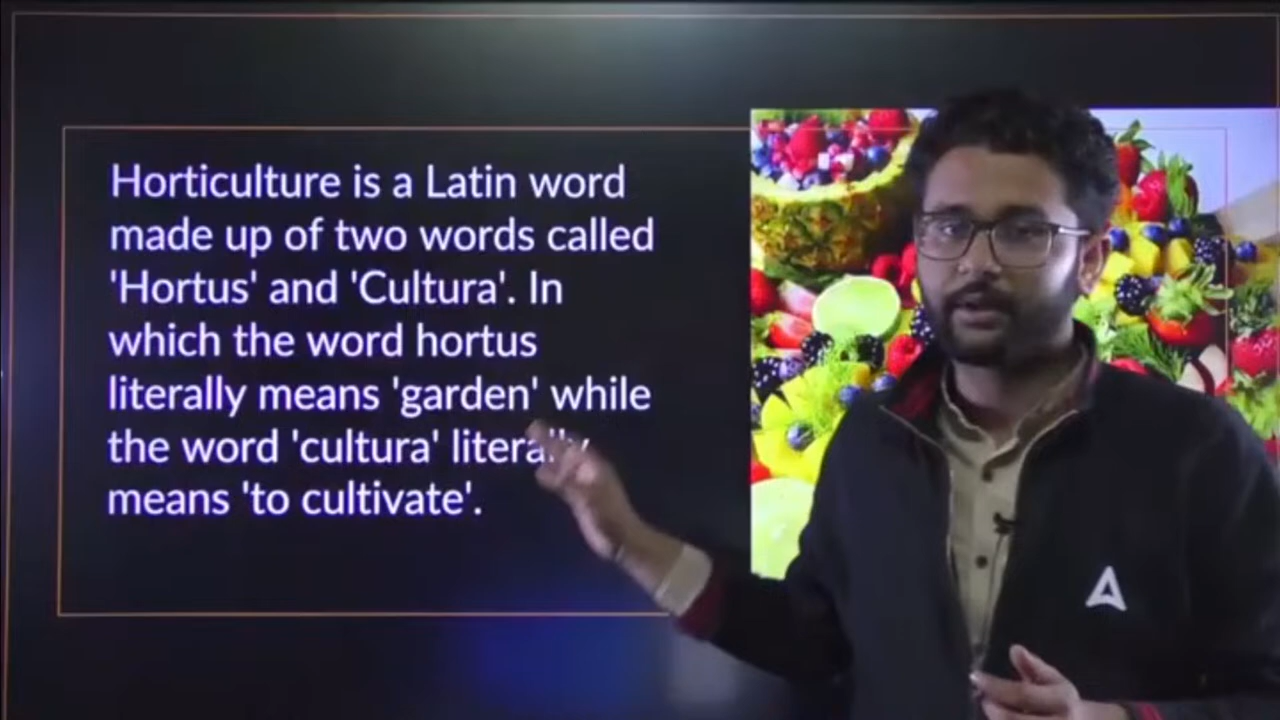 Horticulture is a Latin word
made up of two words called
'Hortus' and 'Cultura'. In
which the word hortus
literally means 'garden' while
the word 'cultura' literally
means 'to cultivate'.